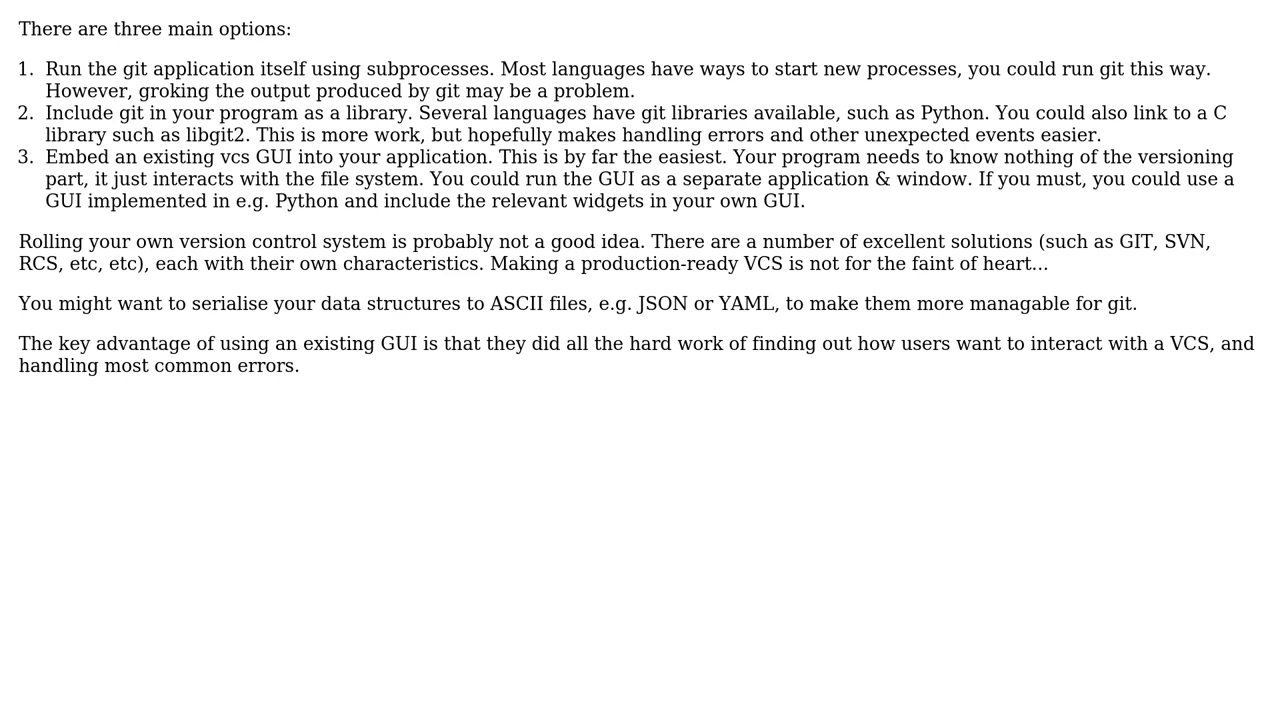 There are three main options:
1. Run the git application itself using subprocesses. Most languages have ways to start new processes, you could run git this way.
However, groking the output produced by git may be a problem.
2. Include git in your program as a library. Several languages have git libraries available, such as Python. You could also link to a C
library such as libgit2. This is more work, but hopefully makes handling errors and other unexpected events easier.
3. Embed an existing vcs GUI into your application. This is by far the easiest. Your program needs to know nothing of the versioning
part, it just interacts with the file system. You could run the GUI as a separate application & window. If you must, you could use a
GUI implemented in e.g. Python and include the relevant widgets in your own GUI.
Rolling your own version control system is probably not a good idea. There are a number of excellent solutions (such as GIT, SVN,
RCS, etc, etc), each with their own characteristics. Making a production-ready VCS is not for the faint of heart...
You might want to serialise your data structures to ASCII files, e.g. JSON or YAML, to make them more managable for git.
The key advantage of using an existing GUI is that they did all the hard work of finding out how users want to interact with a VCS, and
handling most common errors.